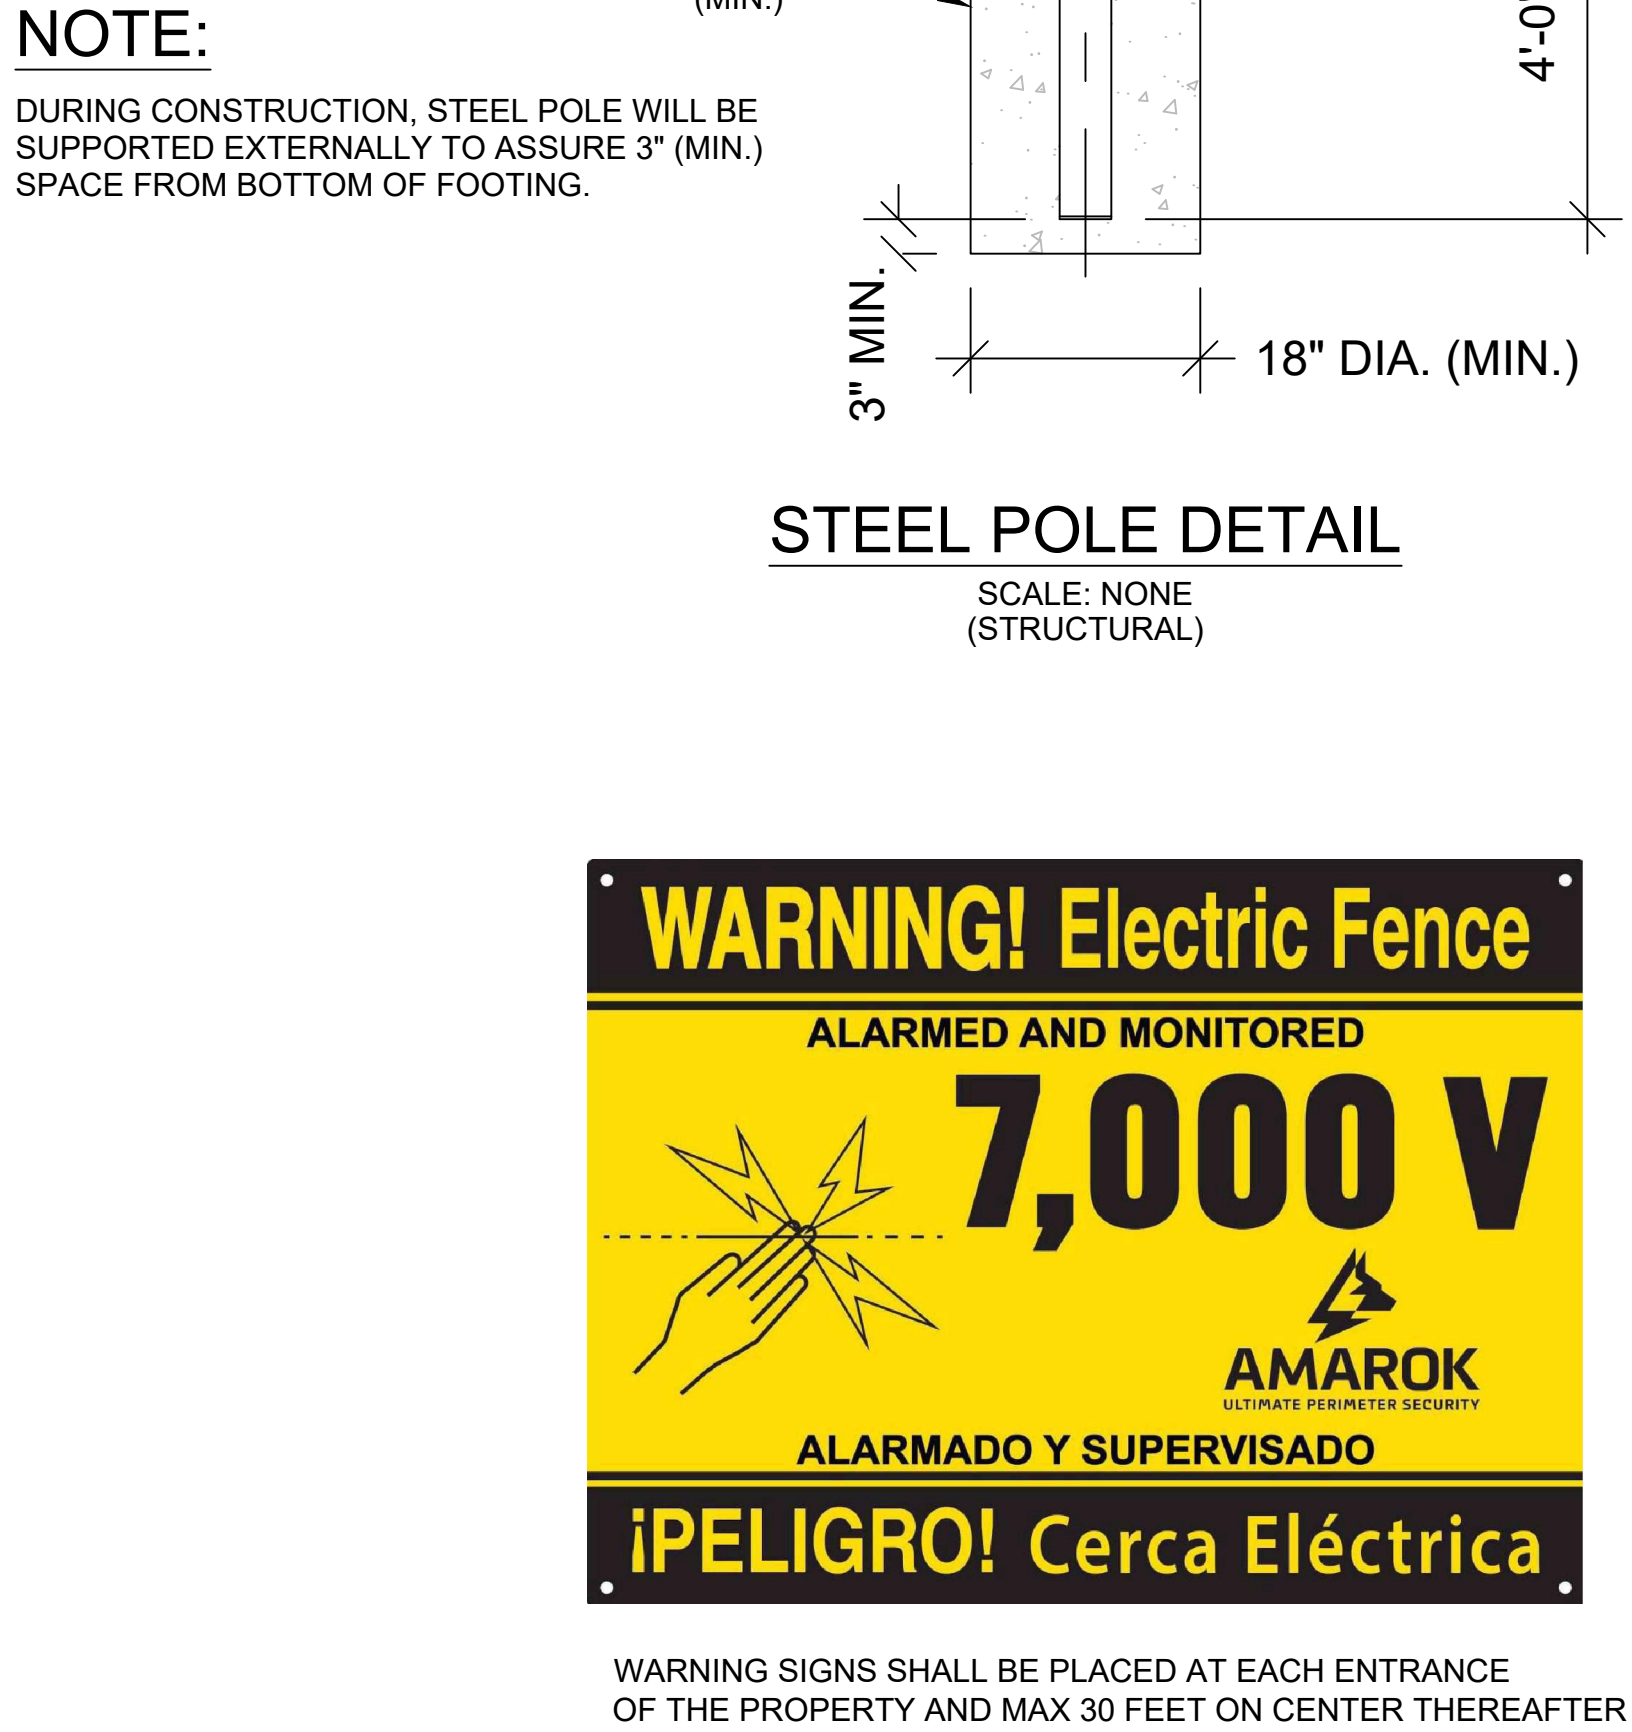 (MIN.)
NOTE:
DURING CONSTRUCTION, STEEL POLE WILL BE
SUPPORTED EXTERNALLY TO ASSURE 3" (MIN.)
SPACE FROM BOTTOM OF FOOTING.
4'-0"
3" MIN.
18" DIA. (MIN.)
STEEL POLE DETAIL
SCALE: NONE
(STRUCTURAL)
WARNING! Electric Fence
ALARMED AND MONITORED
7,000 V
AMAROK
ULTIMATE PERIMETER SECURITY
ALARMADO Y SUPERVISADO
¡PELIGRO! Cerca Eléctrica
WARNING SIGNS SHALL BE PLACED AT EACH ENTRANCE
OF THE PROPERTY AND MAX 30 FEET ON CENTER THEREAFTER